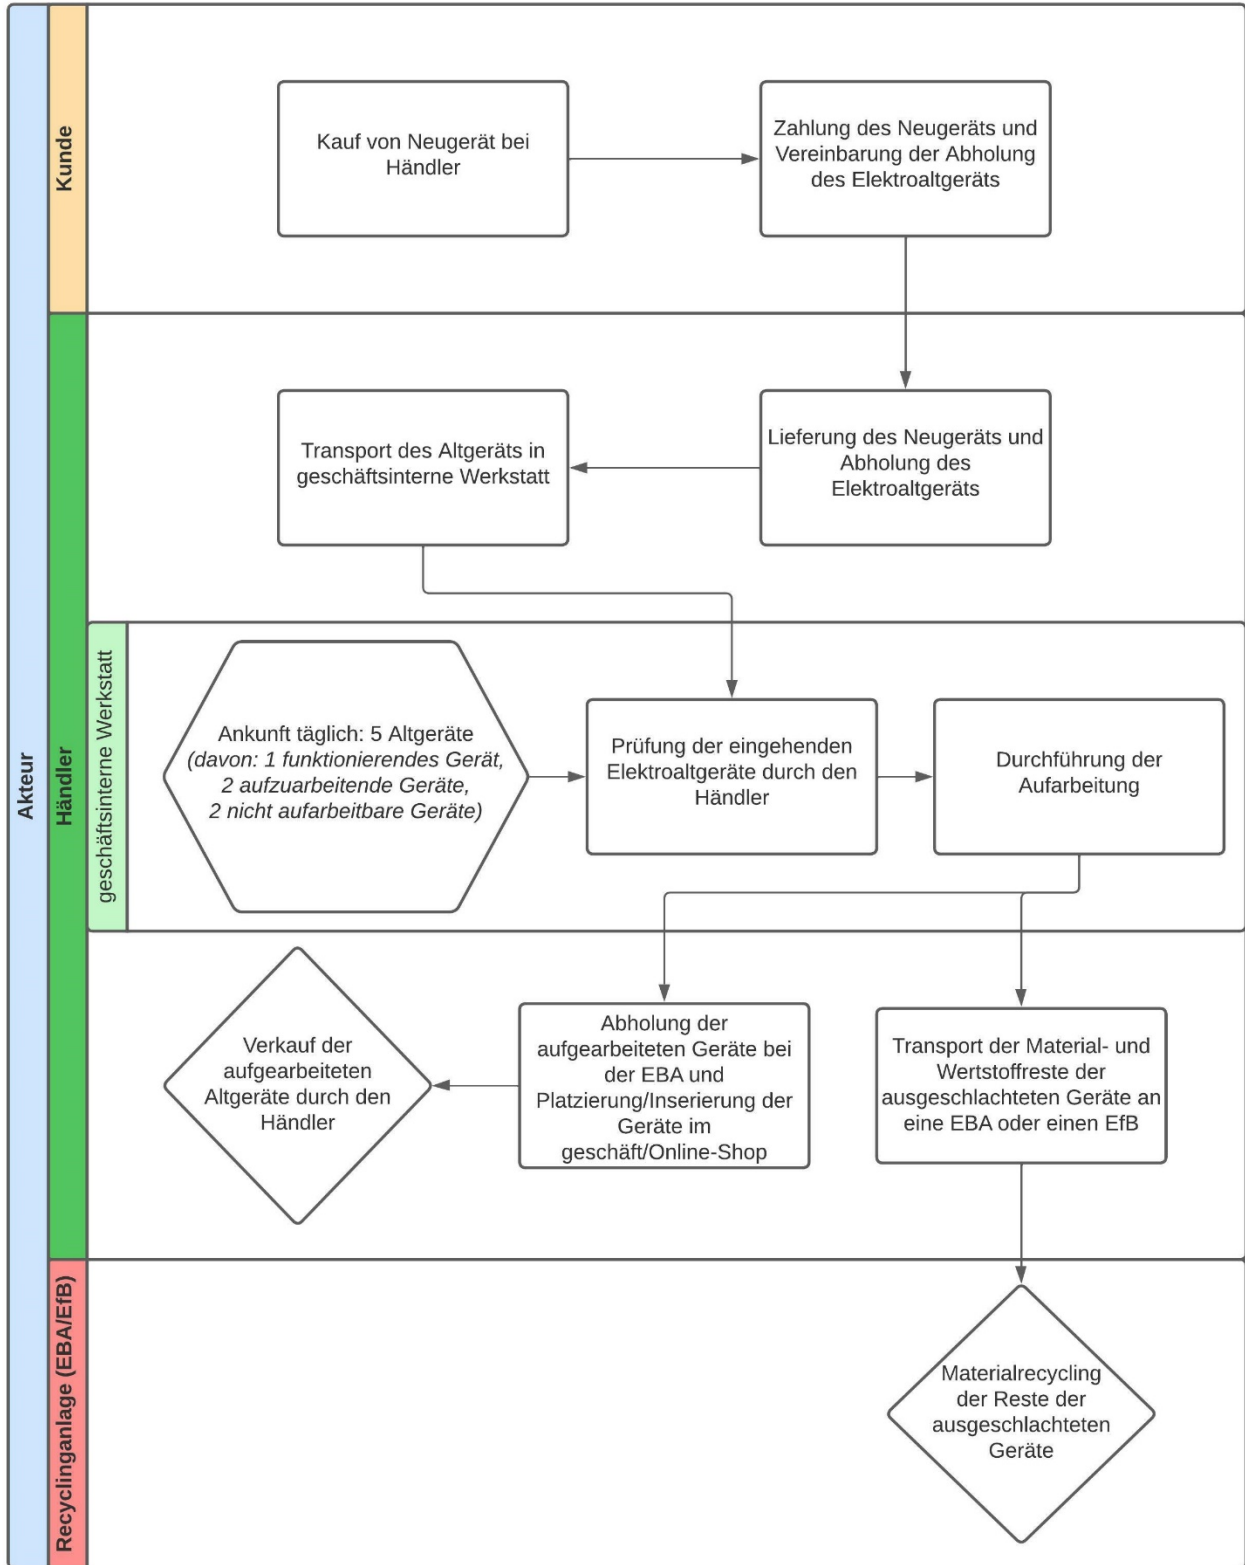 Akteur
Kunde
Kauf von Neugerät bei
Händler
Zahlung des Neugeräts und
Vereinbarung der Abholung
des Elektroaltgeräts
Händler
Transport des Altgeräts in
geschäftsinterne Werkstatt
Lieferung des Neugeräts und
Abholung des
Elektroaltgeräts
geschäftsinterne Werkstatt
Ankunft täglich: 5 Altgeräte
(davon: 1 funktionierendes Gerät,
2 aufzuarbeitende Geräte,
2 nicht aufarbeitbare Geräte)
Prüfung der eingehenden
Elektroaltgeräte durch den
Händler
Durchführung der
Aufarbeitung
Verkauf der
aufgearbeiteten
Altgeräte durch den
Händler
Abholung der
aufgearbeiteten Geräte bei
der EBA und
Platzierung/Inserierung der
Geräte im
geschäft/Online-Shop
Transport der Material- und
Wertstoffreste der
ausgeschlachteten Geräte an
eine EBA oder einen EfB
Recyclinganlage (EBA/EfB)
Materialrecycling
der Reste der
ausgeschlachteten
Geräte